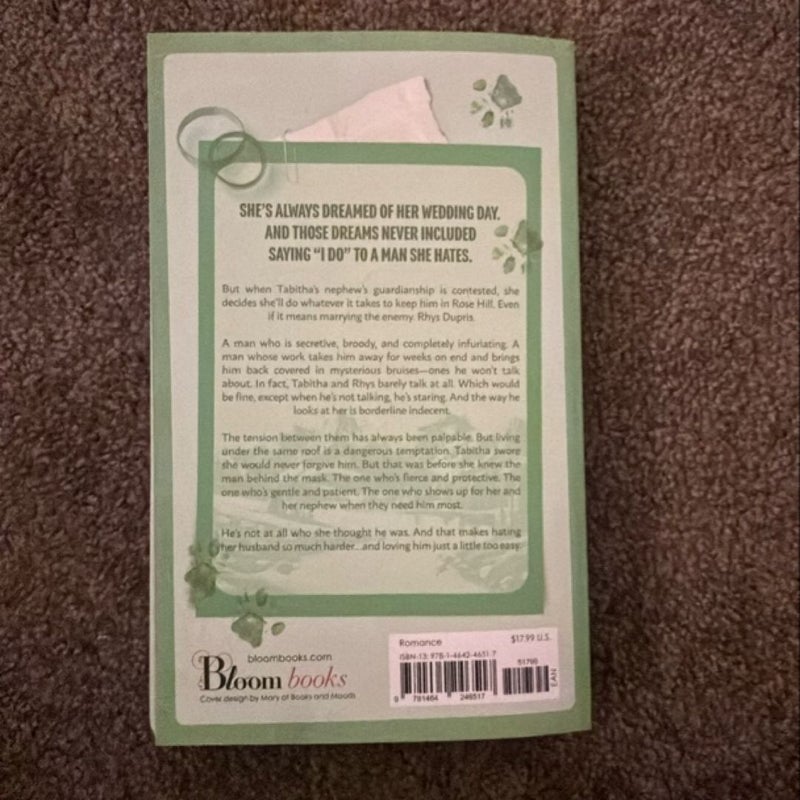 SHE'S ALWAYS DREAMED OF HER WEDDING DAY.
AND THOSE DREAMS NEVER INCLUDED
SAYING "I DO" TO A MAN SHE HATES.
But when Tabitha's nephew's guardianship is contested, she
decides she'll do whatever it takes to keep him in Rose Hill. Even
if it means marrying the enemy. Rhys Dupris.
A man who is secretive, broody, and completely infuriating. A
man whose work takes him away for weeks on end and brings
him back covered in mysterious bruises—ones he won't talk
about. In fact, Tabitha and Rhys barely talk at all. Which would
be fine, except when he's not talking, he's staring. And the way he
looks at her is borderline indecent.
The tension between them has always been palpable. But living
under the same roof is a dangerous temptation. Tabitha swore
she would never forgive him. But that was before she knew the
man behind the mask. The one who's fierce and protective. The
one who's gentle and patient. The one who shows up for her and
her nephew when they need him most.
He's not at all who she thought he was. And that makes hating
her husband so much harder...and loving him just a little too easy.
bloombooks.com
Bloom books
Cover design by Mary at Books and Moods
Romance
$17.99 U.S.
ISBN-13: 978-1-4642-4651-7
51799
EAN
9 781464 246517